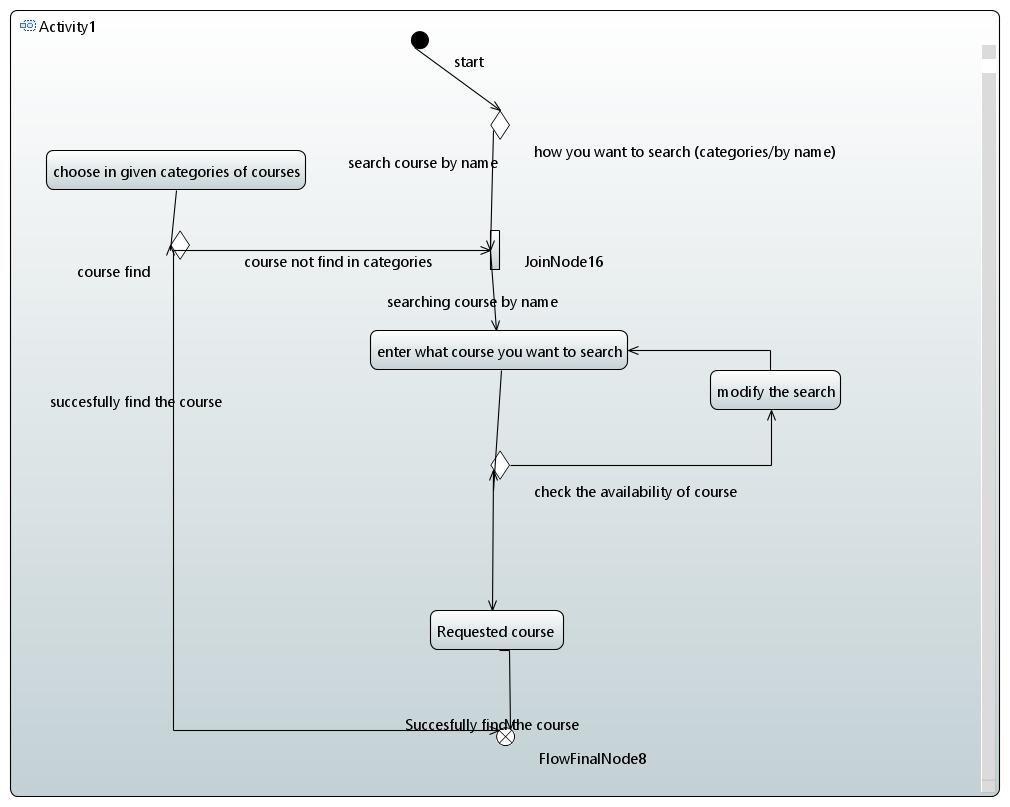 Activity1
start
how you want to search (categories/by name)
search course by name
choose in given categories of courses
course not find in categories
JoinNode16
course find
searching course by name
enter what course you want to search
modify the search
succesfully find the course
check the availability of course
Requested course
Succesfully find the course
FlowFinalNode8